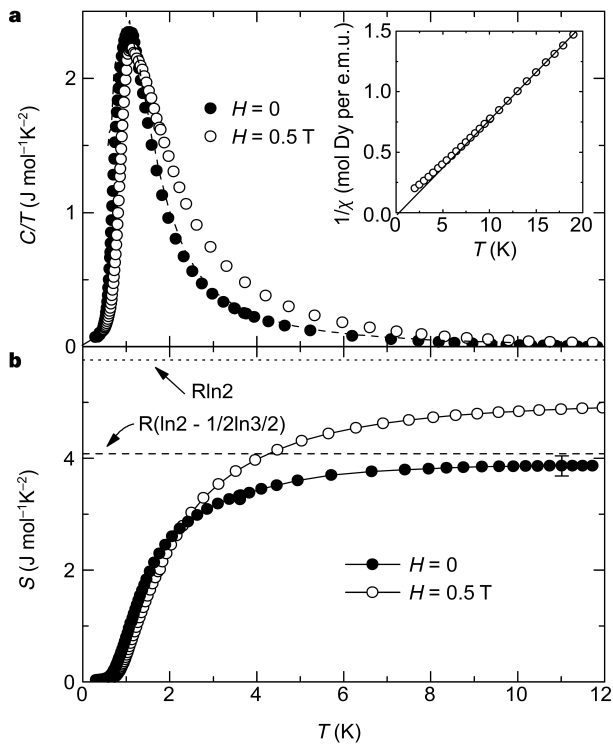 a
2
1
0
C/T (J mol⁻¹K⁻²)
H = 0
H = 0.5 T
1.5
1.0
0.5
0.0
1/χ (mol Dy per e.m.u.)
0 5 10 15 20
T (K)
b
Rln2
R(ln2 - 1/2ln3/2)
4
2
0
S (J mol⁻¹K⁻²)
H = 0
H = 0.5 T
0 2 4 6 8 10 12
T (K)